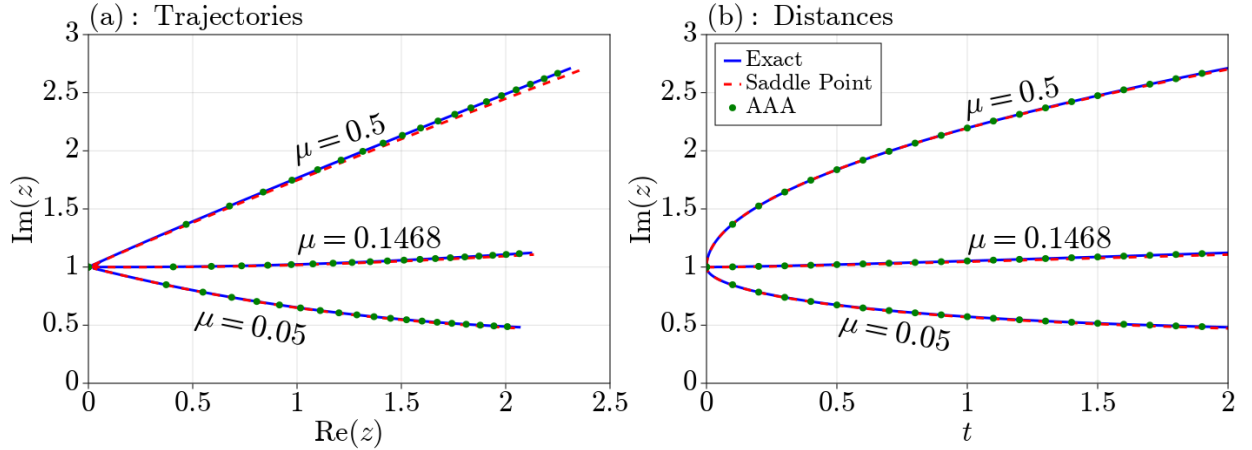 (a) : Trajectories
3
2.5
2
1.5
1
0.5
0
Im(z)
μ = 0.5
μ = 0.1468
μ = 0.05
0 0.5 1 1.5 2 2.5
Re(z)
(b) : Distances
3
2.5
2
1.5
1
0.5
0
Im(z)
Exact
Saddle Point
AAA
μ = 0.5
μ = 0.1468
μ = 0.05
0 0.5 1 1.5 2
t